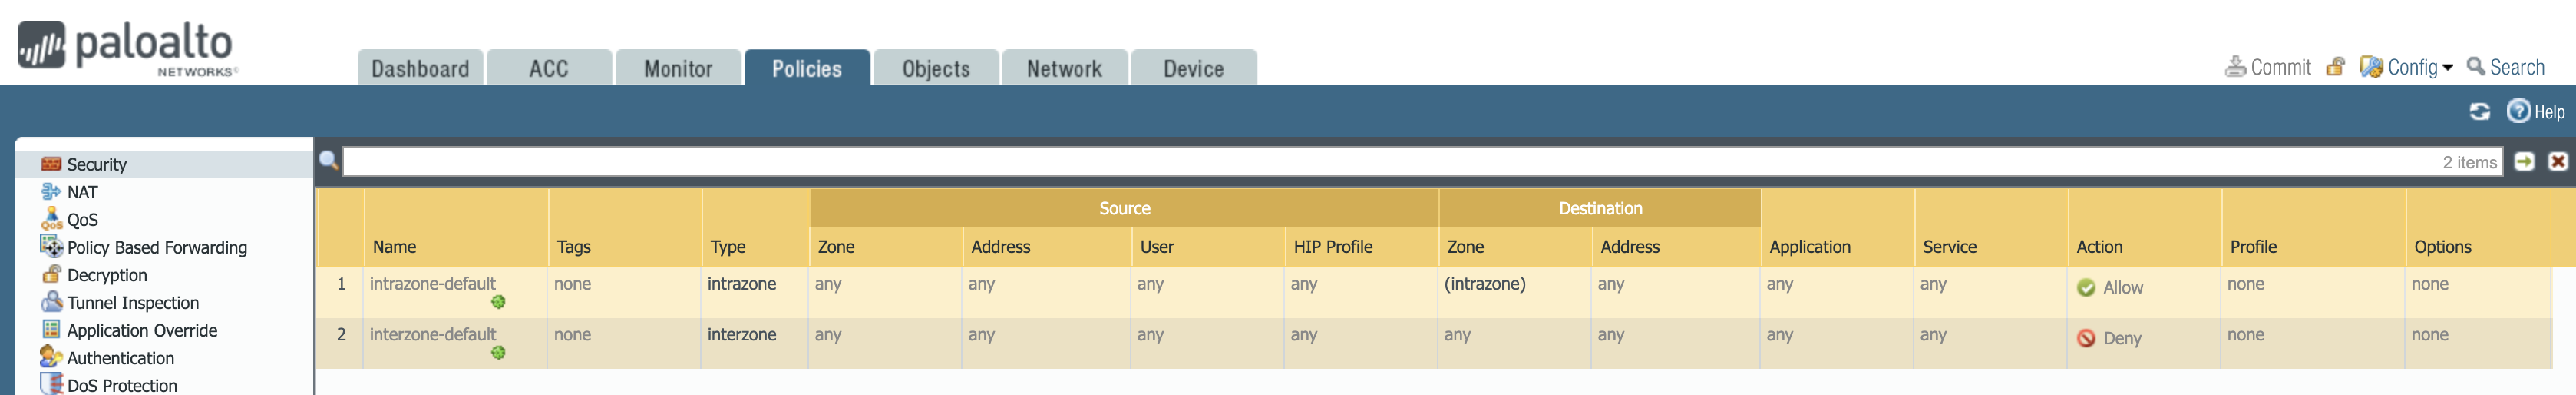 paloalto
NETWORKS®
Dashboard ACC Monitor Policies Objects Network Device
Commit Config Search
Help
Security
NAT
QoS
Policy Based Forwarding
Decryption
Tunnel Inspection
Application Override
Authentication
DoS Protection
2 items
Source Destination
Name Tags Type Zone Address User HIP Profile Zone Address Application Service Action Profile Options
1 intrazone-default none intrazone any any any any (intrazone) any any any Allow none none
2 interzone-default none interzone any any any any any any any any Deny none none